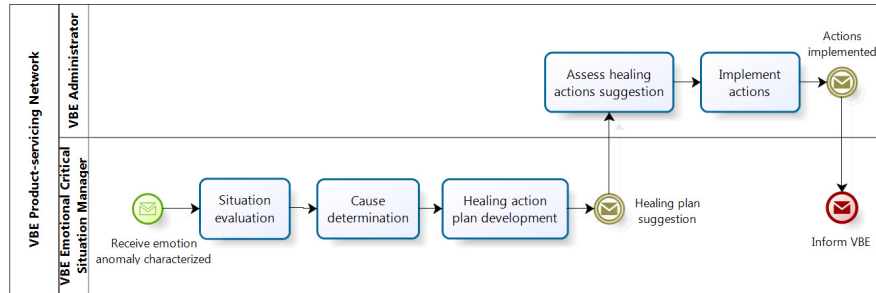 VBE Product-servicing Network
VBE Administrator
Assess healing
actions suggestion
Implement
actions
Actions
implemented
VBE Emotional Critical
Situation Manager
Receive emotion
anomaly characterized
Situation
evaluation
Cause
determination
Healing action
plan development
Healing plan
suggestion
Inform VBE